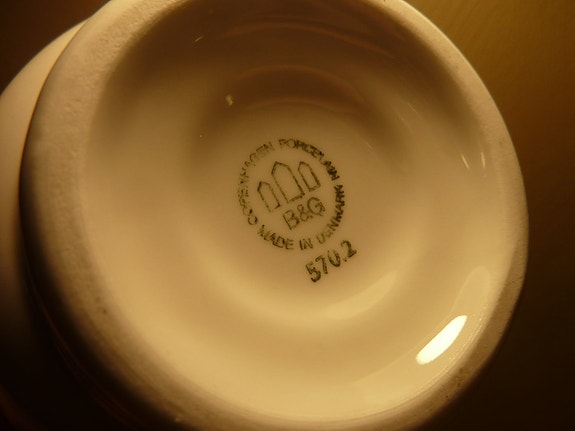 COPENHAGEN PORCELAIN
B&G
MADE IN DENMARK
570.2